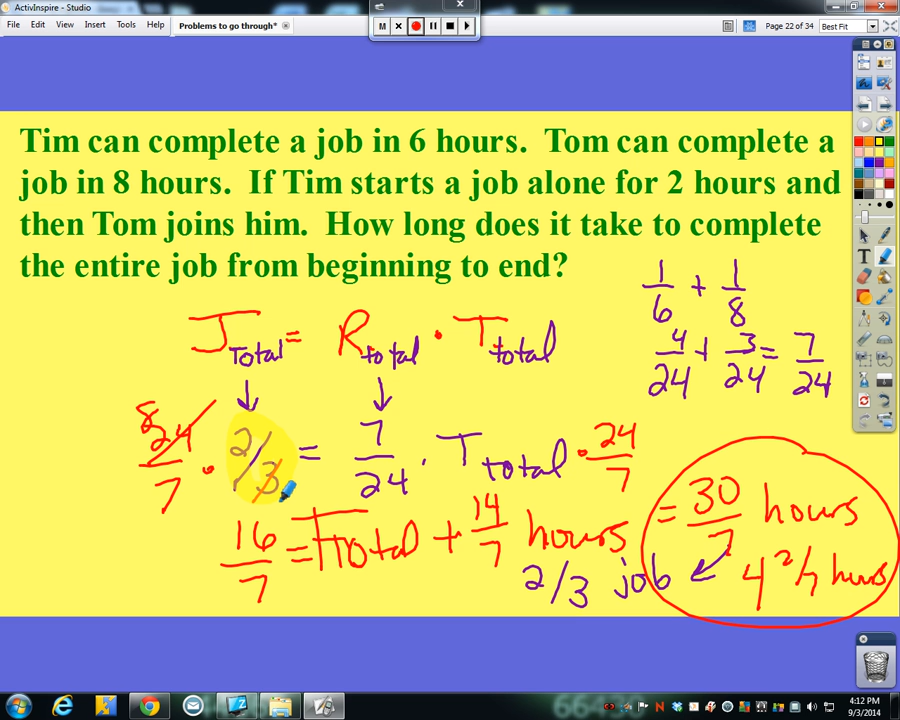 ActivInspire - Studio
File Edit View Insert Tools Help
Problems to go through*
Page 22 of 34
Best Fit
Tim can complete a job in 6 hours. Tom can complete a
job in 8 hours. If Tim starts a job alone for 2 hours and
then Tom joins him. How long does it take to complete
the entire job from beginning to end?
1/6 + 1/8
4/24 + 3/24 = 7/24
J Total = R total · T total
8
24/7 · 2/3 = 7/24 · T total · 24/7
16/7 = T total + 14/7 hours = 30/7 hours
2/3 job
4 2/7 hours
4:12 PM
9/3/2014